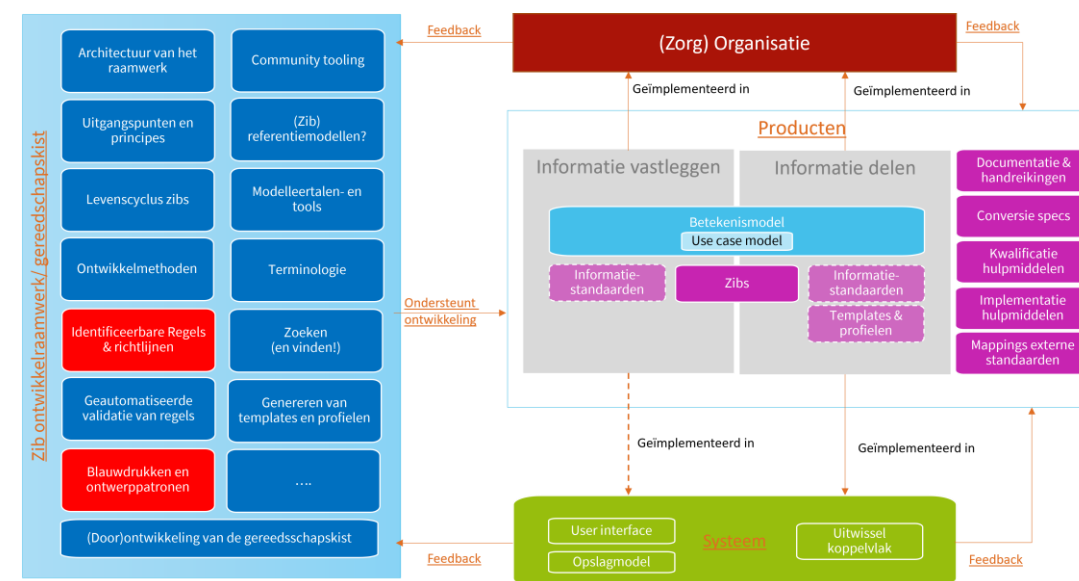 Zib ontwikkelraamwerk/ gereedschapskist
Architectuur van het
raamwerk
Community tooling
Uitgangspunten en
principes
(Zib)
referentiemodellen?
Levenscyclus zibs
Modelleertalen- en
tools
Ontwikkelmethoden
Terminologie
Identificeerbare Regels
& richtlijnen
Zoeken
(en vinden!)
Geautomatiseerde
validatie van regels
Genereren van
templates en profielen
Blauwdrukken en
ontwerppatronen
....
(Door)ontwikkeling van de gereedsschapskist
Feedback
Ondersteunt
ontwikkeling
Feedback
(Zorg) Organisatie
Feedback
Geïmplementeerd in
Geïmplementeerd in
Producten
Informatie vastleggen
Informatie delen
Betekenismodel
Use case model
Informatie-
standaarden
Zibs
Informatie-
standaarden
Templates &
profielen
Documentatie &
handreikingen
Conversie specs
Kwalificatie
hulpmiddelen
Implementatie
hulpmiddelen
Mappings externe
standaarden
Geïmplementeerd in
Geïmplementeerd in
User interface
Opslagmodel
Systeem
Uitwissel
koppelvlak
Feedback